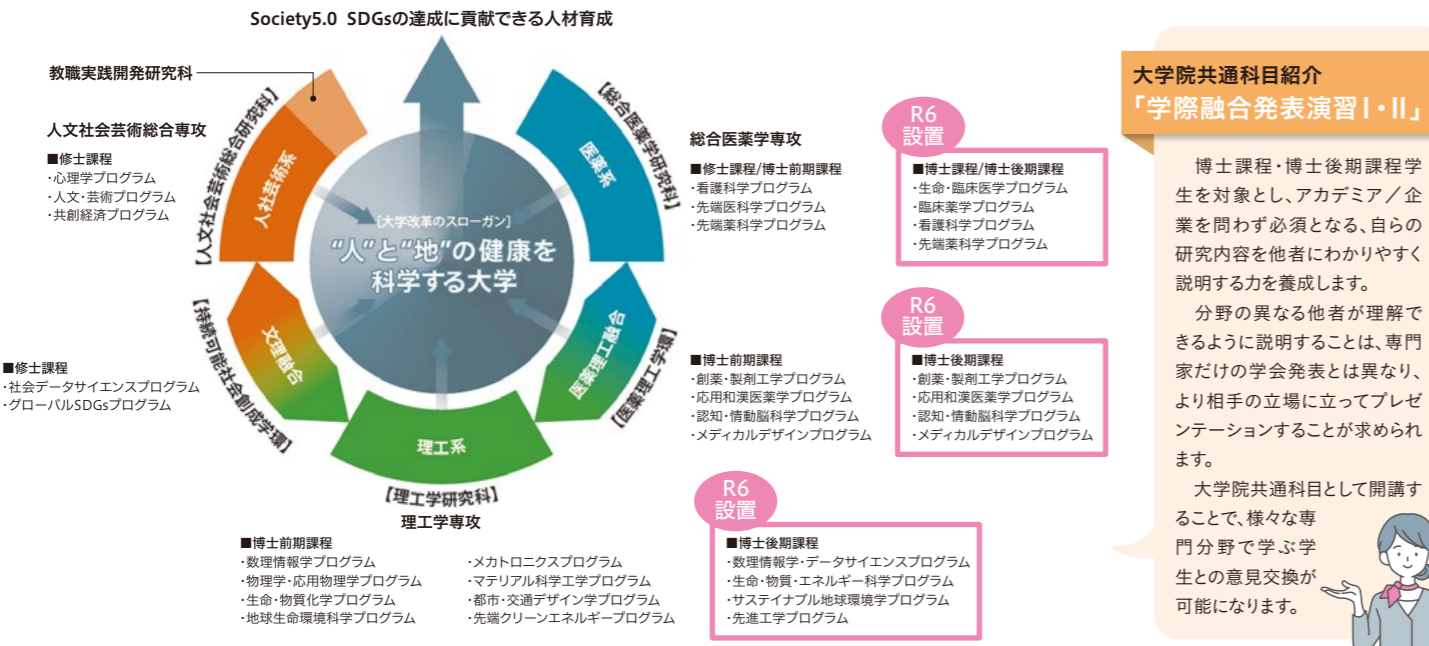 Society5.0 SDGsの達成に貢献できる人材育成
教職実践開発研究科
人文社会芸術総合専攻
■修士課程
・心理学プログラム
・人文・芸術プログラム
・共創経済プログラム
【人文社会芸術総合研究科】
人社芸術系
【総合医薬学研究科】
医薬系
[大学改革のスローガン]
“人”と“地”の健康を
科学する大学
総合医薬学専攻
■修士課程/博士前期課程
・看護科学プログラム
・先端医科学プログラム
・先端薬科学プログラム
R6
設置
■博士課程/博士後期課程
・生命・臨床医学プログラム
・臨床薬学プログラム
・看護科学プログラム
・先端薬科学プログラム
■修士課程
・社会データサイエンスプログラム
・グローバルSDGsプログラム
【持続可能社会創成学環】
文理融合
医薬理工融合
【医薬理工学環】
■博士前期課程
・創薬・製剤工学プログラム
・応用和漢医薬学プログラム
・認知・情動脳科学プログラム
・メディカルデザインプログラム
R6
設置
■博士後期課程
・創薬・製剤工学プログラム
・応用和漢医薬学プログラム
・認知・情動脳科学プログラム
・メディカルデザインプログラム
理工系
【理工学研究科】
理工学専攻
■博士前期課程
・数理情報学プログラム
・物理学・応用物理学プログラム
・生命・物質化学プログラム
・地球生命環境科学プログラム
・メカトロニクスプログラム
・マテリアル科学工学プログラム
・都市・交通デザイン学プログラム
・先端クリーンエネルギープログラム
R6
設置
■博士後期課程
・数理情報学・データサイエンスプログラム
・生命・物質・エネルギー科学プログラム
・サステイナブル地球環境学プログラム
・先進工学プログラム
大学院共通科目紹介
「学際融合発表演習Ⅰ・Ⅱ」
博士課程・博士後期課程学
生を対象とし、アカデミア／企
業を問わず必須となる、自らの
研究内容を他者にわかりやすく
説明する力を養成します。
分野の異なる他者が理解で
きるように説明することは、専門
家だけの学会発表とは異なり、
より相手の立場に立ってプレゼ
ンテーションすることが求められ
ます。
大学院共通科目として開講す
ることで、様々な専
門分野で学ぶ学
生との意見交換が
可能になります。